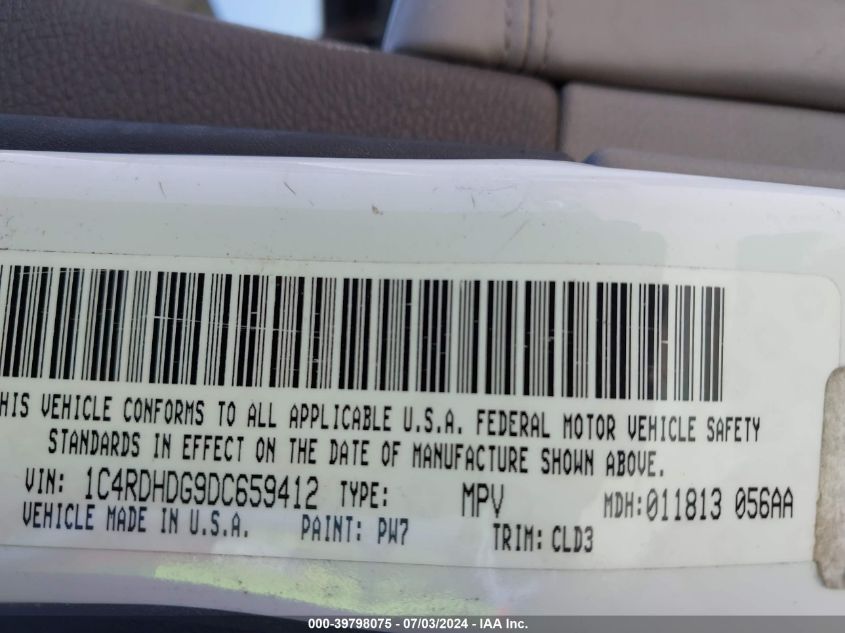 HIS VEHICLE CONFORMS TO ALL APPLICABLE U.S.A. FEDERAL MOTOR VEHICLE SAFETY
STANDARDS IN EFFECT ON THE DATE OF MANUFACTURE SHOWN ABOVE.
VIN: 1C4RDHDG9DC659412 TYPE: MPV MDH:011813 056AA
VEHICLE MADE IN U.S.A. PAINT: PW7 TRIM: CLD3
000-39798075 - 07/03/2024 - IAA Inc.